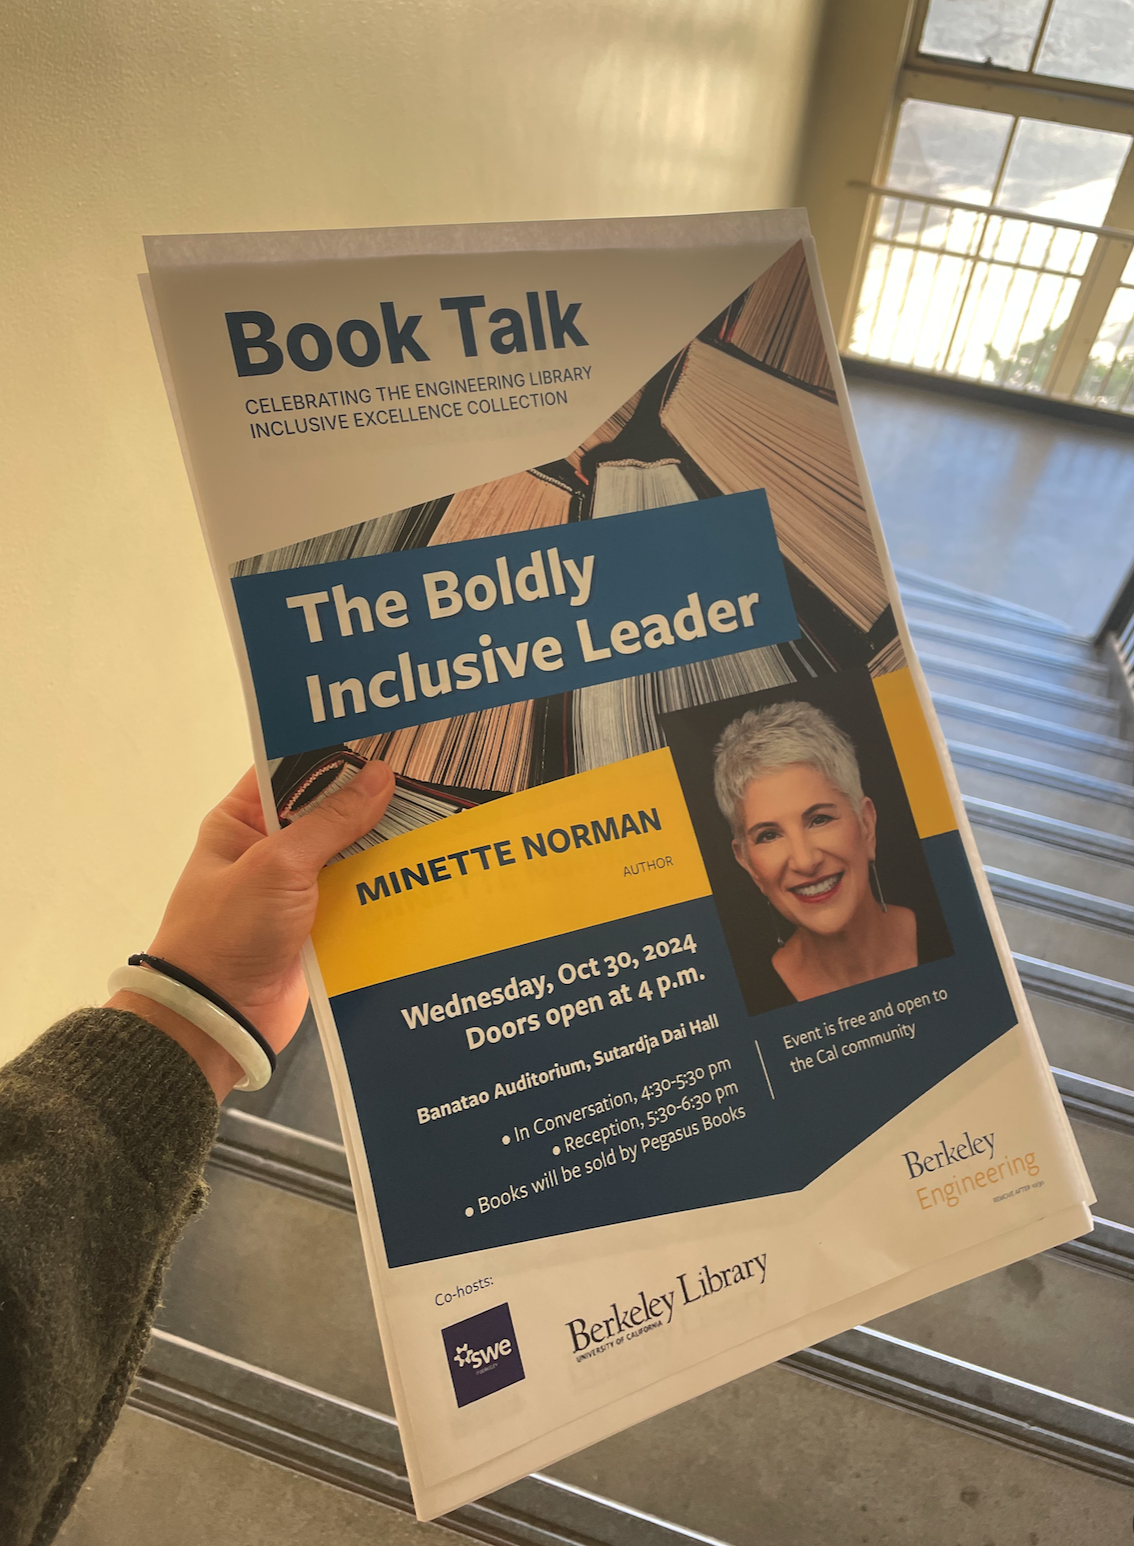 Book Talk
CELEBRATING THE ENGINEERING LIBRARY
INCLUSIVE EXCELLENCE COLLECTION
The Boldly
Inclusive Leader
MINETTE NORMAN
AUTHOR
Wednesday, Oct 30, 2024
Doors open at 4 p.m.
Banatao Auditorium, Sutardja Dai Hall
• In Conversation, 4:30-5:30 pm
• Reception, 5:30-6:30 pm
• Books will be sold by Pegasus Books
Event is free and open to
the Cal community
Berkeley
Engineering
REMOVE AFTER
Co-hosts:
swe
Berkeley Library
UNIVERSITY OF CALIFORNIA